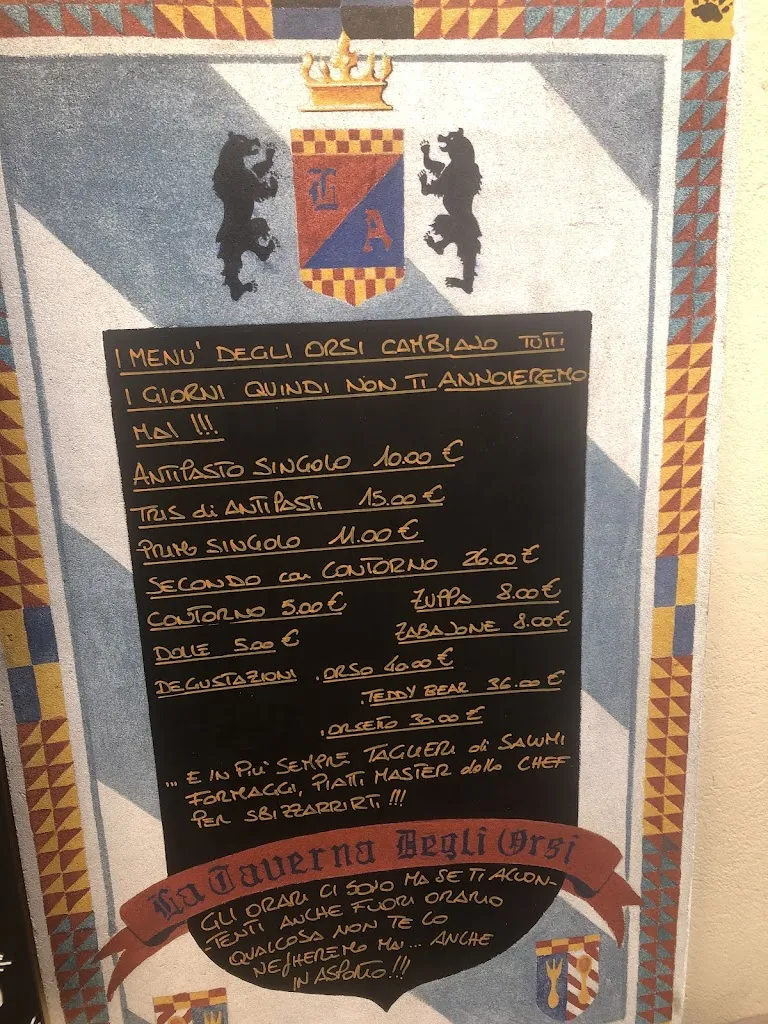 L A
I MENU' DEGLI ORSI CAMBIANO TUTTI
I GIORNI QUINDI NON TI ANNOIEREMO
MAI !!!.
ANTIPASTO SINGOLO 10.00 €
TRIS di ANTIPASTI 15.00 €
PRIMO SINGOLO 11.00 €
SECONDO con CONTORNO 26.00 €
CONTORNO 5.00 € ZUPPA 8.00 €
DOLCE 5.00 € ZABAJONE 8.00 €
DEGUSTAZIONI .ORSO 40.00 €
.TEDDY BEAR 36.00 €
.ORSETTO 30.00 €
... E IN PIU' SEMPRE TAGLIERI di SALUMI
FORMAGGI, PIATTI MASTER dello CHEF
PER SBIZZARRIRTI !!!
La Taverna Degli Orsi
GLI ORARI CI SONO MA SE TI ACCON-
TENTI ANCHE FUORI ORARIO
QUALCOSA NON TE LO
NEGHEREMO MAI... ANCHE
IN ASPORTO !!!